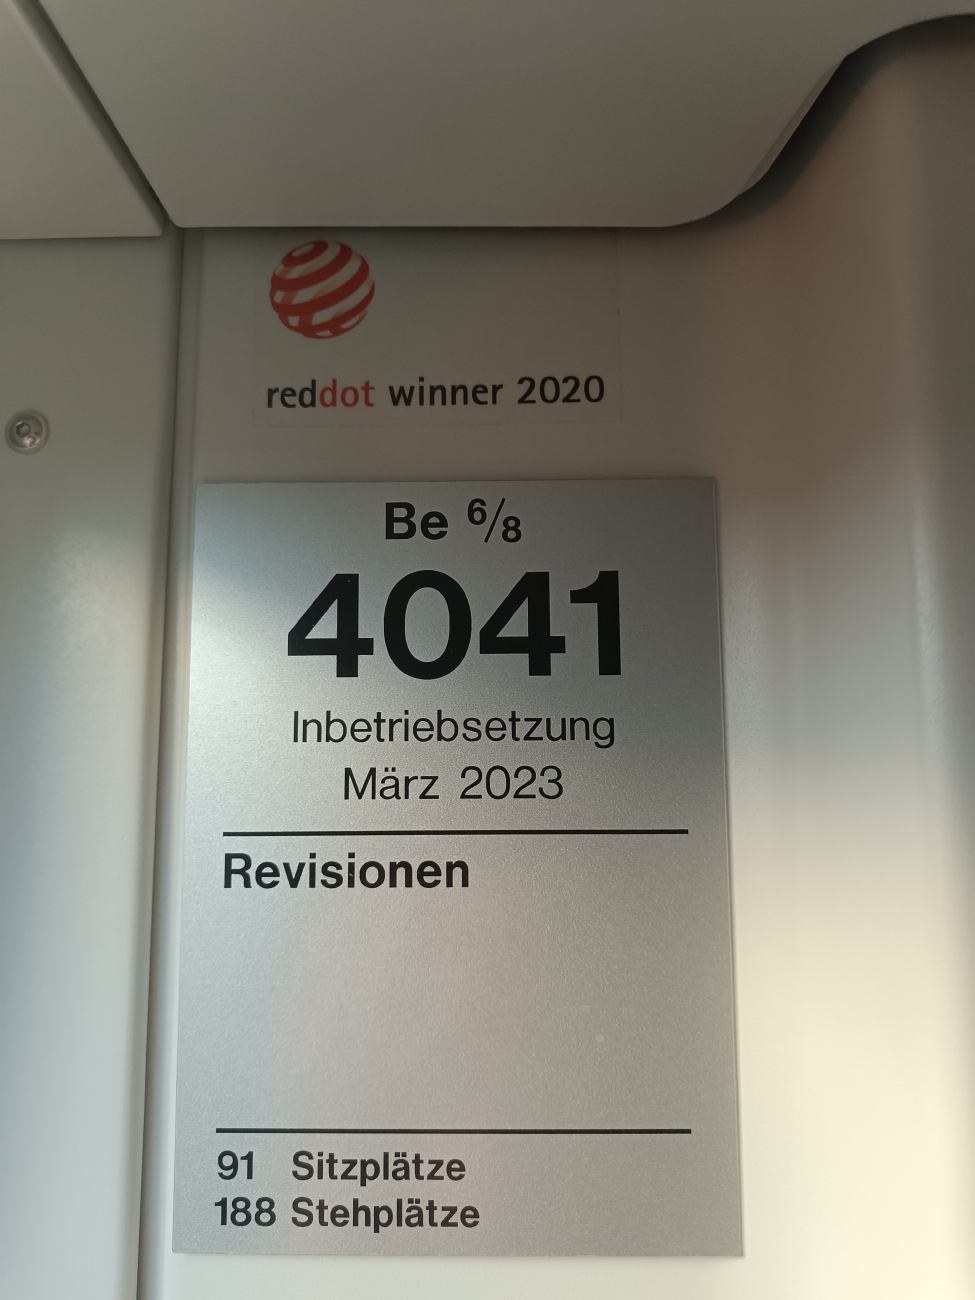 reddot winner 2020
Be 6/8
4041
Inbetriebsetzung
März 2023
Revisionen
91 Sitzplätze
188 Stehplätze